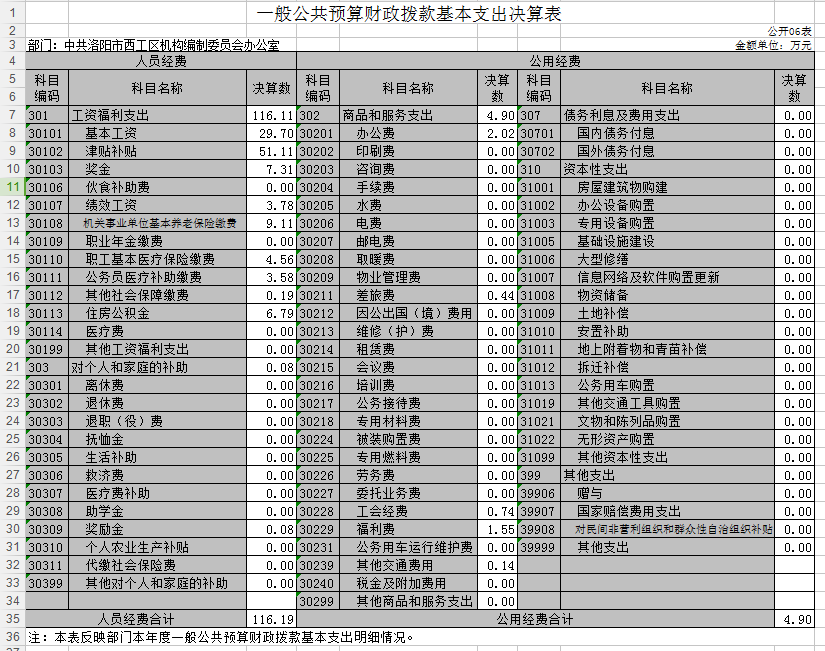 一般公共预算财政拨款基本支出决算表
公开06表
部门：中共洛阳市西工区机构编制委员会办公室 金额单位：万元
人员经费 公用经费
科目编码 科目名称 决算数 科目编码 科目名称 决算数 科目编码 科目名称 决算数
301 工资福利支出 116.11 302 商品和服务支出 4.90 307 债务利息及费用支出 0.00
30101 基本工资 29.70 30201 办公费 2.02 30701 国内债务付息 0.00
30102 津贴补贴 51.11 30202 印刷费 0.00 30702 国外债务付息 0.00
30103 奖金 7.31 30203 咨询费 0.00 310 资本性支出 0.00
30106 伙食补助费 0.00 30204 手续费 0.00 31001 房屋建筑物购建 0.00
30107 绩效工资 3.78 30205 水费 0.00 31002 办公设备购置 0.00
30108 机关事业单位基本养老保险缴费 9.11 30206 电费 0.00 31003 专用设备购置 0.00
30109 职业年金缴费 0.00 30207 邮电费 0.00 31005 基础设施建设 0.00
30110 职工基本医疗保险缴费 4.56 30208 取暖费 0.00 31006 大型修缮 0.00
30111 公务员医疗补助缴费 3.58 30209 物业管理费 0.00 31007 信息网络及软件购置更新 0.00
30112 其他社会保障缴费 0.19 30211 差旅费 0.44 31008 物资储备 0.00
30113 住房公积金 6.79 30212 因公出国（境）费用 0.00 31009 土地补偿 0.00
30114 医疗费 0.00 30213 维修（护）费 0.00 31010 安置补助 0.00
30199 其他工资福利支出 0.00 30214 租赁费 0.00 31011 地上附着物和青苗补偿 0.00
303 对个人和家庭的补助 0.08 30215 会议费 0.00 31012 拆迁补偿 0.00
30301 离休费 0.00 30216 培训费 0.00 31013 公务用车购置 0.00
30302 退休费 0.00 30217 公务接待费 0.00 31019 其他交通工具购置 0.00
30303 退职（役）费 0.00 30218 专用材料费 0.00 31021 文物和陈列品购置 0.00
30304 抚恤金 0.00 30224 被装购置费 0.00 31022 无形资产购置 0.00
30305 生活补助 0.00 30225 专用燃料费 0.00 31099 其他资本性支出 0.00
30306 救济费 0.00 30226 劳务费 0.00 399 其他支出 0.00
30307 医疗费补助 0.00 30227 委托业务费 0.00 39906 赠与 0.00
30308 助学金 0.00 30228 工会经费 0.74 39907 国家赔偿费用支出 0.00
30309 奖励金 0.08 30229 福利费 1.55 39908 对民间非营利组织和群众性自治组织补贴 0.00
30310 个人农业生产补贴 0.00 30231 公务用车运行维护费 0.00 39999 其他支出 0.00
30311 代缴社会保险费 0.00 30239 其他交通费用 0.14
30399 其他对个人和家庭的补助 0.00 30240 税金及附加费用 0.00
30299 其他商品和服务支出 0.00
人员经费合计 116.19 公用经费合计 4.90
注：本表反映部门本年度一般公共预算财政拨款基本支出明细情况。